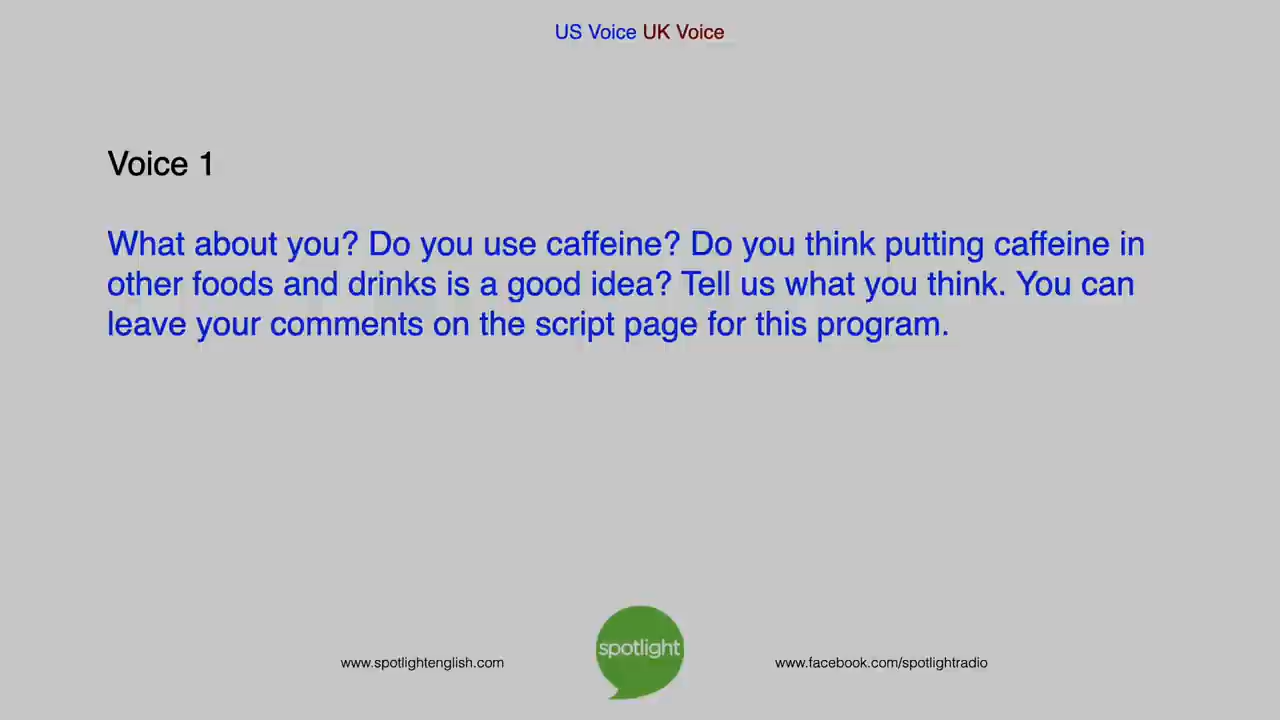 US Voice UK Voice
Voice 1
What about you? Do you use caffeine? Do you think putting caffeine in
other foods and drinks is a good idea? Tell us what you think. You can
leave your comments on the script page for this program.
spotlight
www.spotlightenglish.com
www.facebook.com/spotlightradio